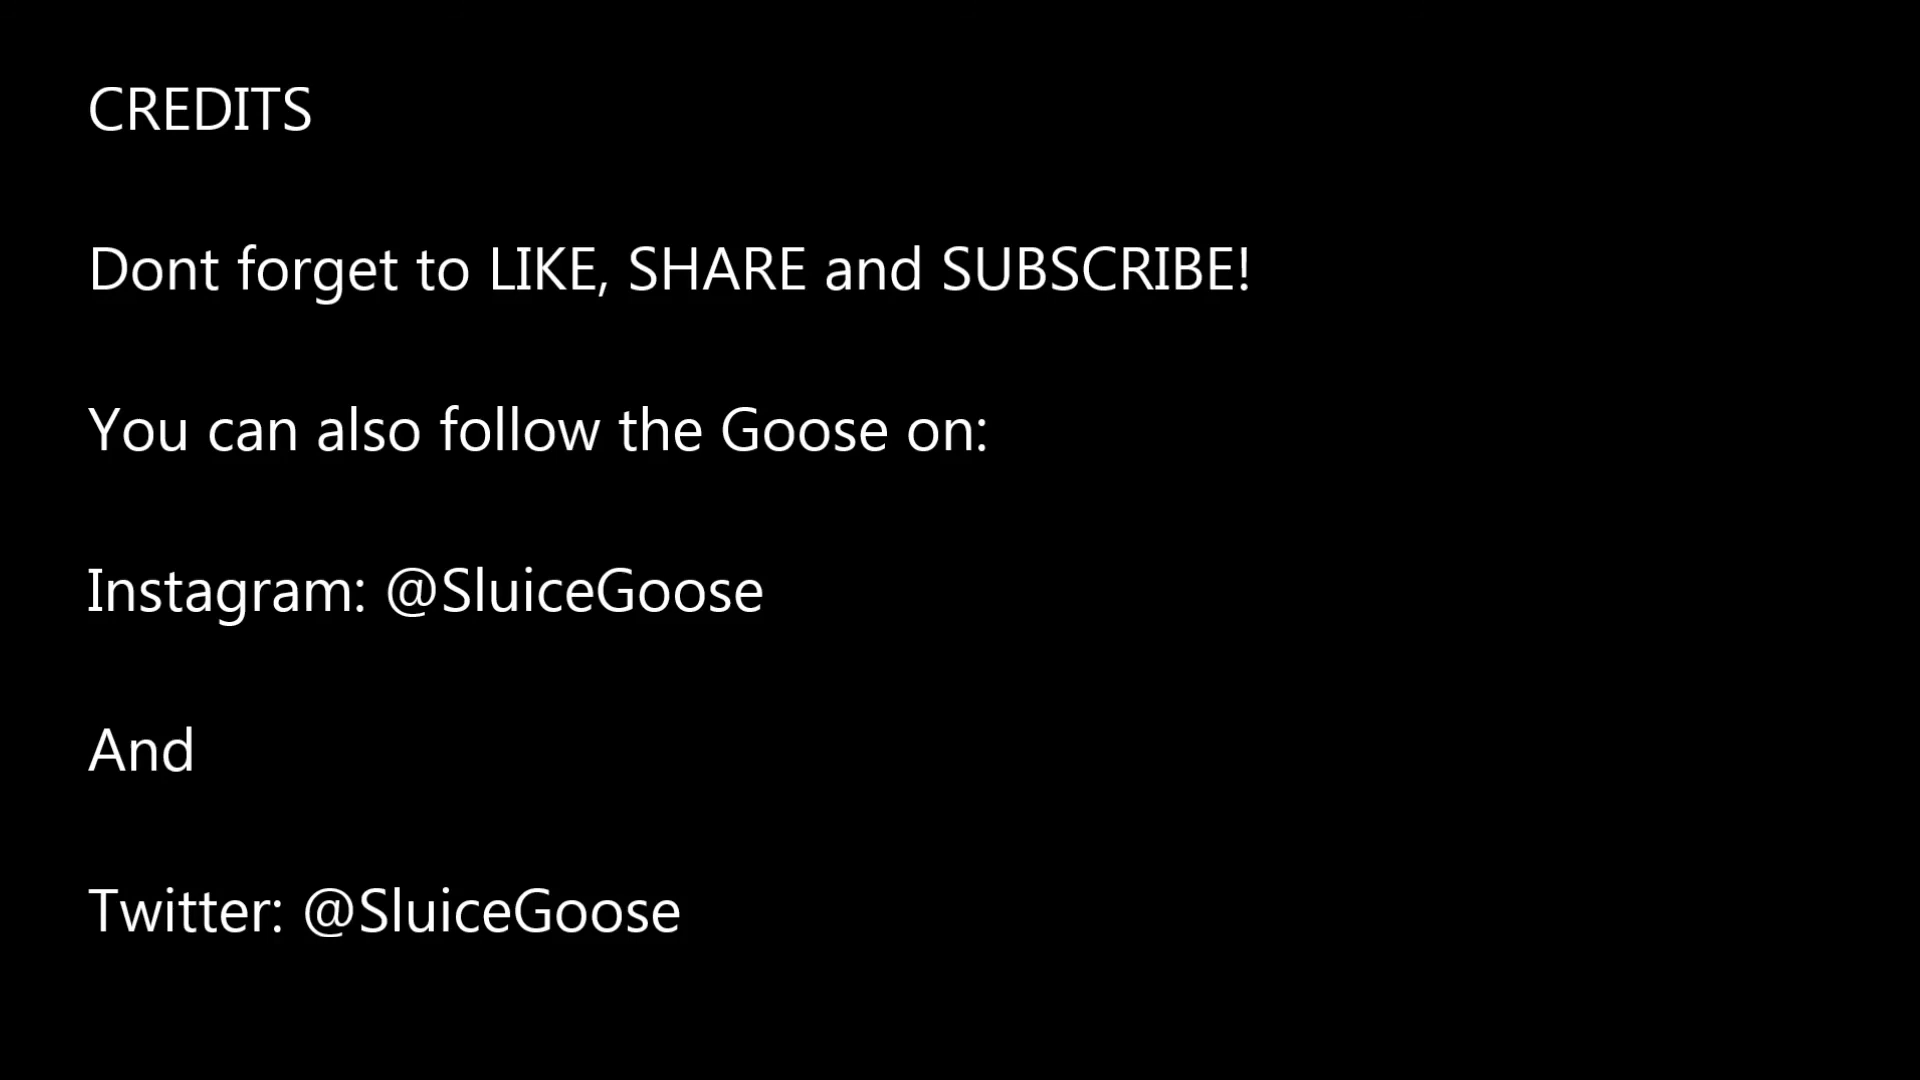 CREDITS
Dont forget to LIKE, SHARE and SUBSCRIBE!
You can also follow the Goose on:
Instagram: @SluiceGoose
And
Twitter: @SluiceGoose